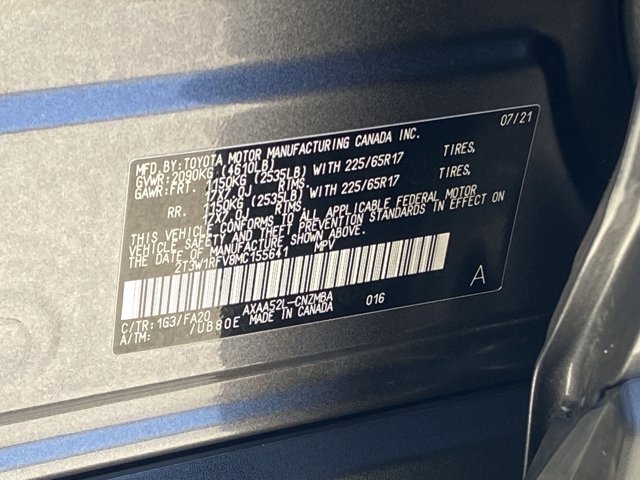 MFD. BY: TOYOTA MOTOR MANUFACTURING CANADA INC. 07/21
GVWR: 2090KG (4610LB)
GAWR: FRT. 1150KG (2535LB) WITH 225/65R17 TIRES,
17X7.0J RIMS,
RR. 1150KG (2535LB) WITH 225/65R17 TIRES,
17X7.0J RIMS.
THIS VEHICLE CONFORMS TO ALL APPLICABLE FEDERAL MOTOR
VEHICLE SAFETY AND THEFT PREVENTION STANDARDS IN EFFECT ON
THE DATE OF MANUFACTURE SHOWN ABOVE.
2T3W1RFV8MC155641 MPV
A
C/TR: 1G3/FA20 AXAA52L-CNZMBA 016
A/TM: /UB80E MADE IN CANADA